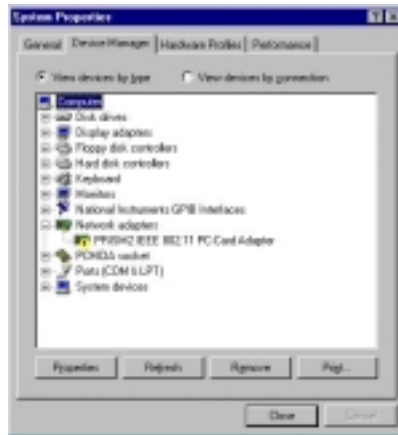 System Properties
General Device Manager Hardware Profiles Performance
View devices by type View devices by connection
Computer
Disk drives
Display adapters
Floppy disk controllers
Hard disk controllers
Keyboard
Monitors
National Instruments GPIB Interfaces
Network adapters
PRISM2 IEEE 802.11 PC-Card Adapter
PCMCIA socket
Ports (COM & LPT)
System devices
Properties Refresh Remove Print...
Close Cancel